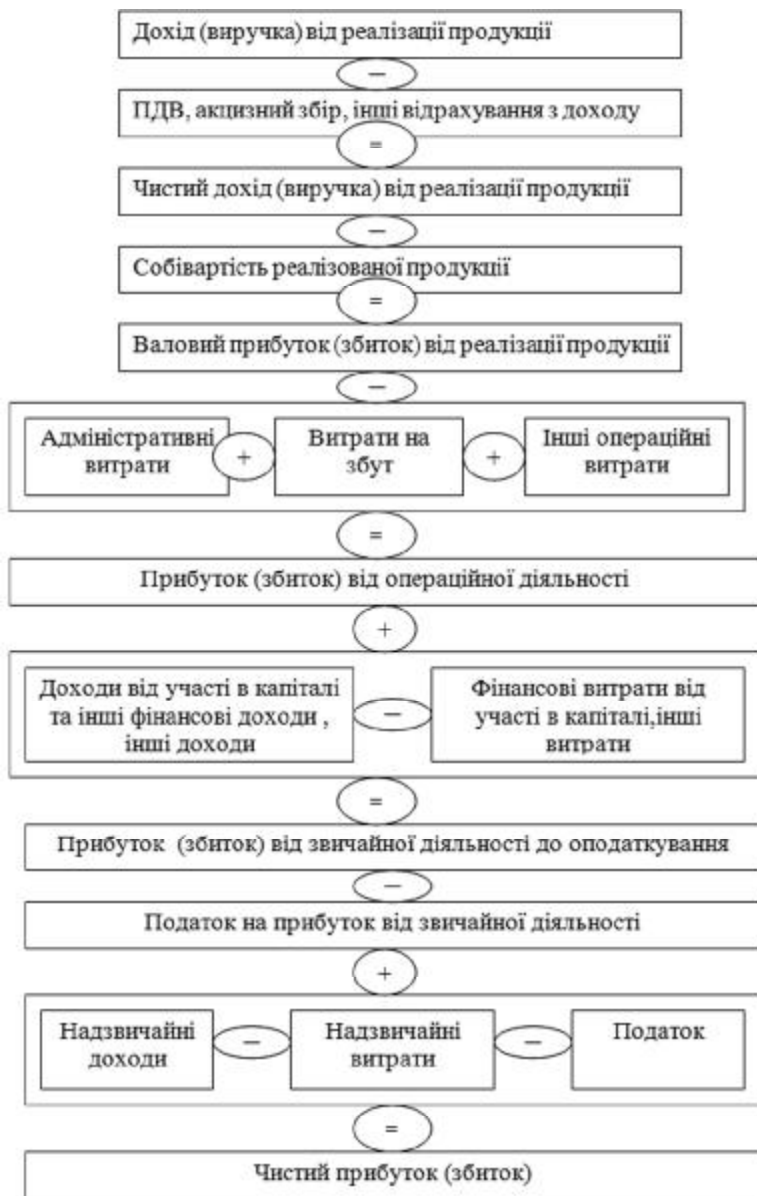 Дохід (виручка) від реалізації продукції
—
ПДВ, акцизний збір, інші відрахування з доходу
=
Чистий дохід (виручка) від реалізації продукції
—
Собівартість реалізованої продукції
=
Валовий прибуток (збиток) від реалізації продукції
—
Адміністративні
витрати
+
Витрати на
збут
+
Інші операційні
витрати
=
Прибуток (збиток) від операційної діяльності
+
Доходи від участі в капіталі
та інші фінансові доходи ,
інші доходи
—
Фінансові витрати від
участі в капіталі,інші
витрати
=
Прибуток (збиток) від звичайної діяльності до оподаткування
—
Податок на прибуток від звичайної діяльності
+
Надзвичайні
доходи
—
Надзвичайні
витрати
—
Податок
=
Чистий прибуток (збиток)